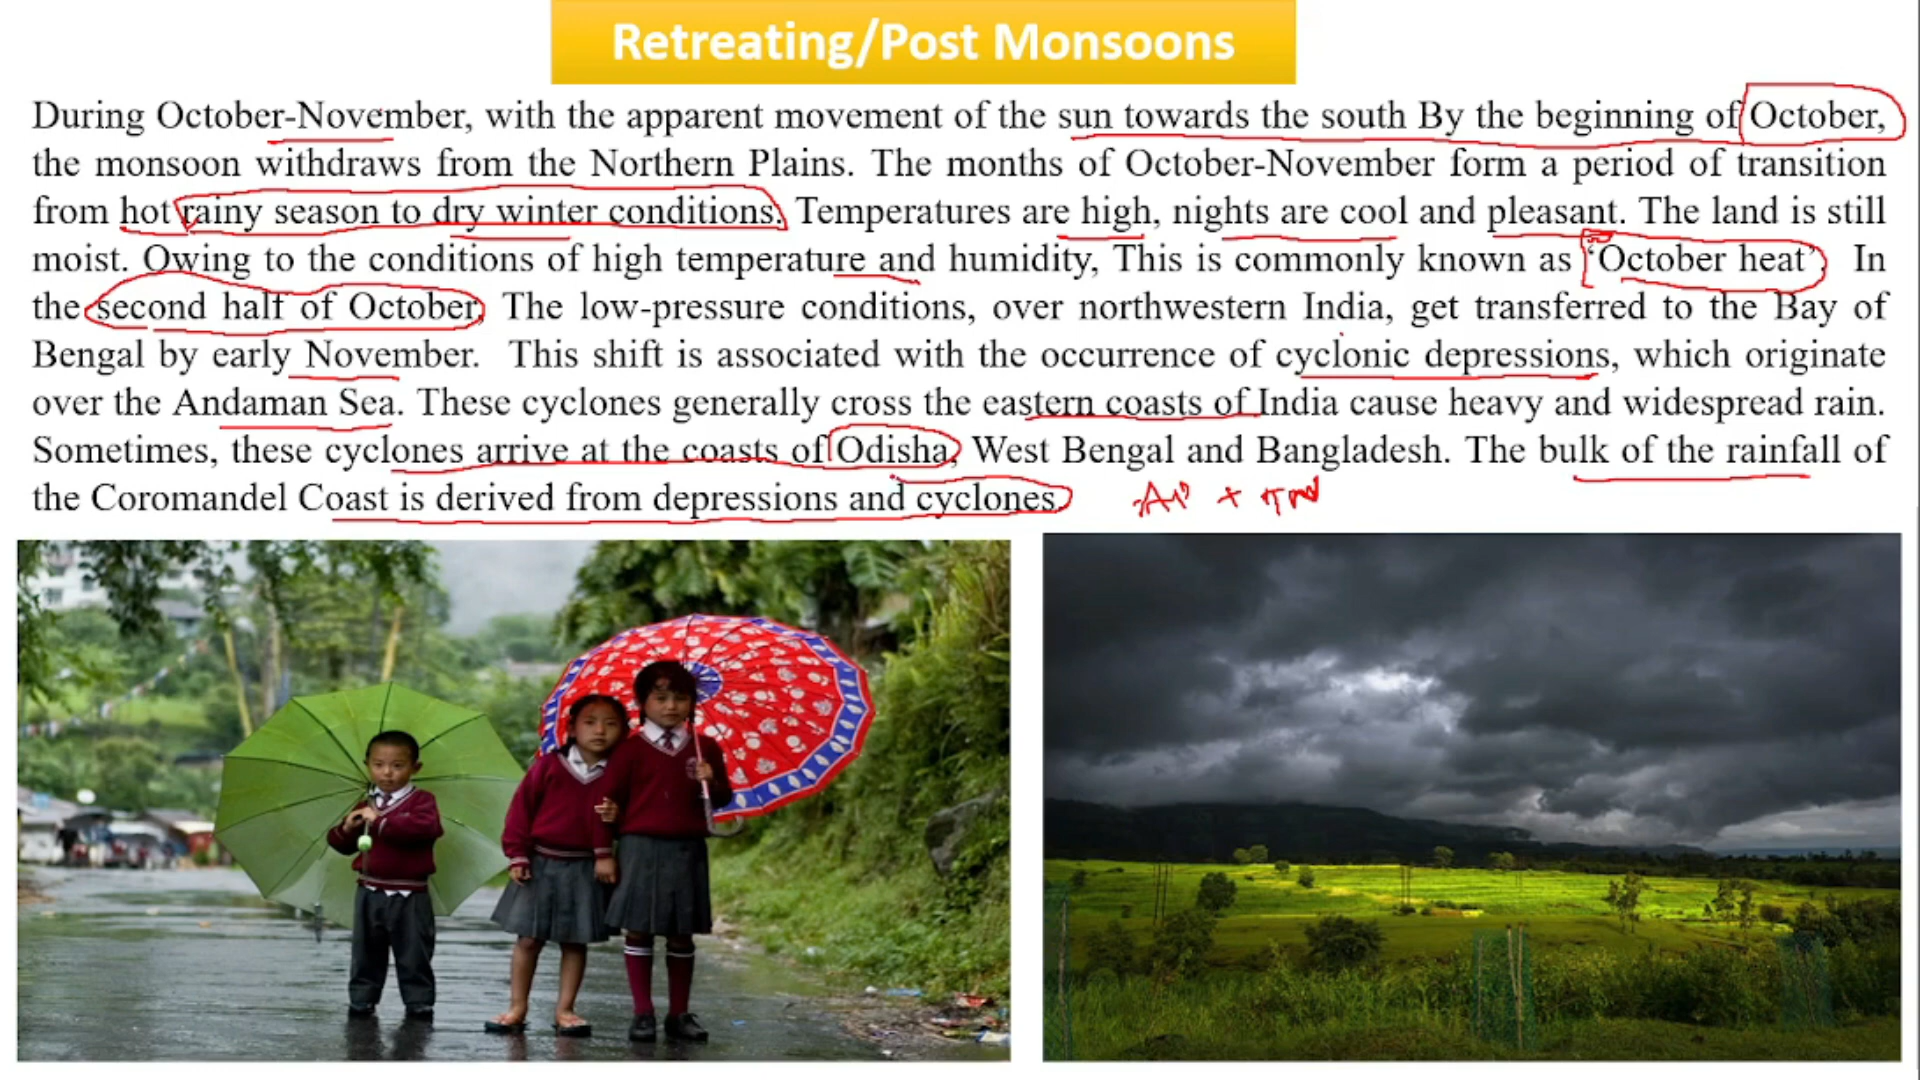 Retreating/Post Monsoons
During October-November, with the apparent movement of the sun towards the south By the beginning of October,
the monsoon withdraws from the Northern Plains. The months of October-November form a period of transition
from hot rainy season to dry winter conditions. Temperatures are high, nights are cool and pleasant. The land is still
moist. Owing to the conditions of high temperature and humidity, This is commonly known as ‘October heat’. In
the second half of October, The low-pressure conditions, over northwestern India, get transferred to the Bay of
Bengal by early November. This shift is associated with the occurrence of cyclonic depressions, which originate
over the Andaman Sea. These cyclones generally cross the eastern coasts of India cause heavy and widespread rain.
Sometimes, these cyclones arrive at the coasts of Odisha, West Bengal and Bangladesh. The bulk of the rainfall of
the Coromandel Coast is derived from depressions and cyclones. AP + TN